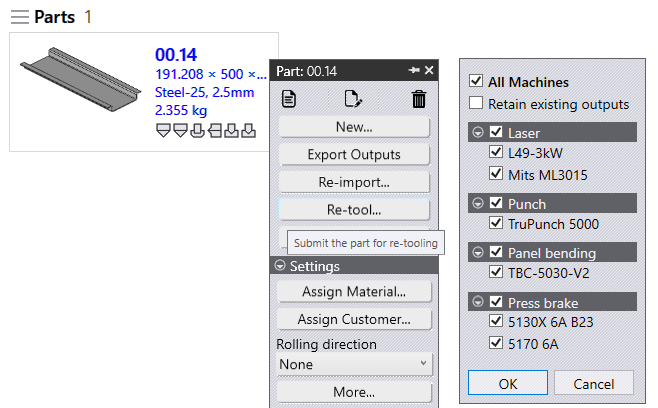 Parts 1
00.14
191.208 × 500 ×...
Steel-25, 2.5mm
2.355 kg
Part: 00.14
New...
Export Outputs
Re-import...
Re-tool...
Submit the part for re-tooling
Settings
Assign Material...
Assign Customer...
Rolling direction
None
More...
All Machines
Retain existing outputs
Laser
L49-3kW
Mits ML3015
Punch
TruPunch 5000
Panel bending
TBC-5030-V2
Press brake
5130X 6A B23
5170 6A
OK Cancel